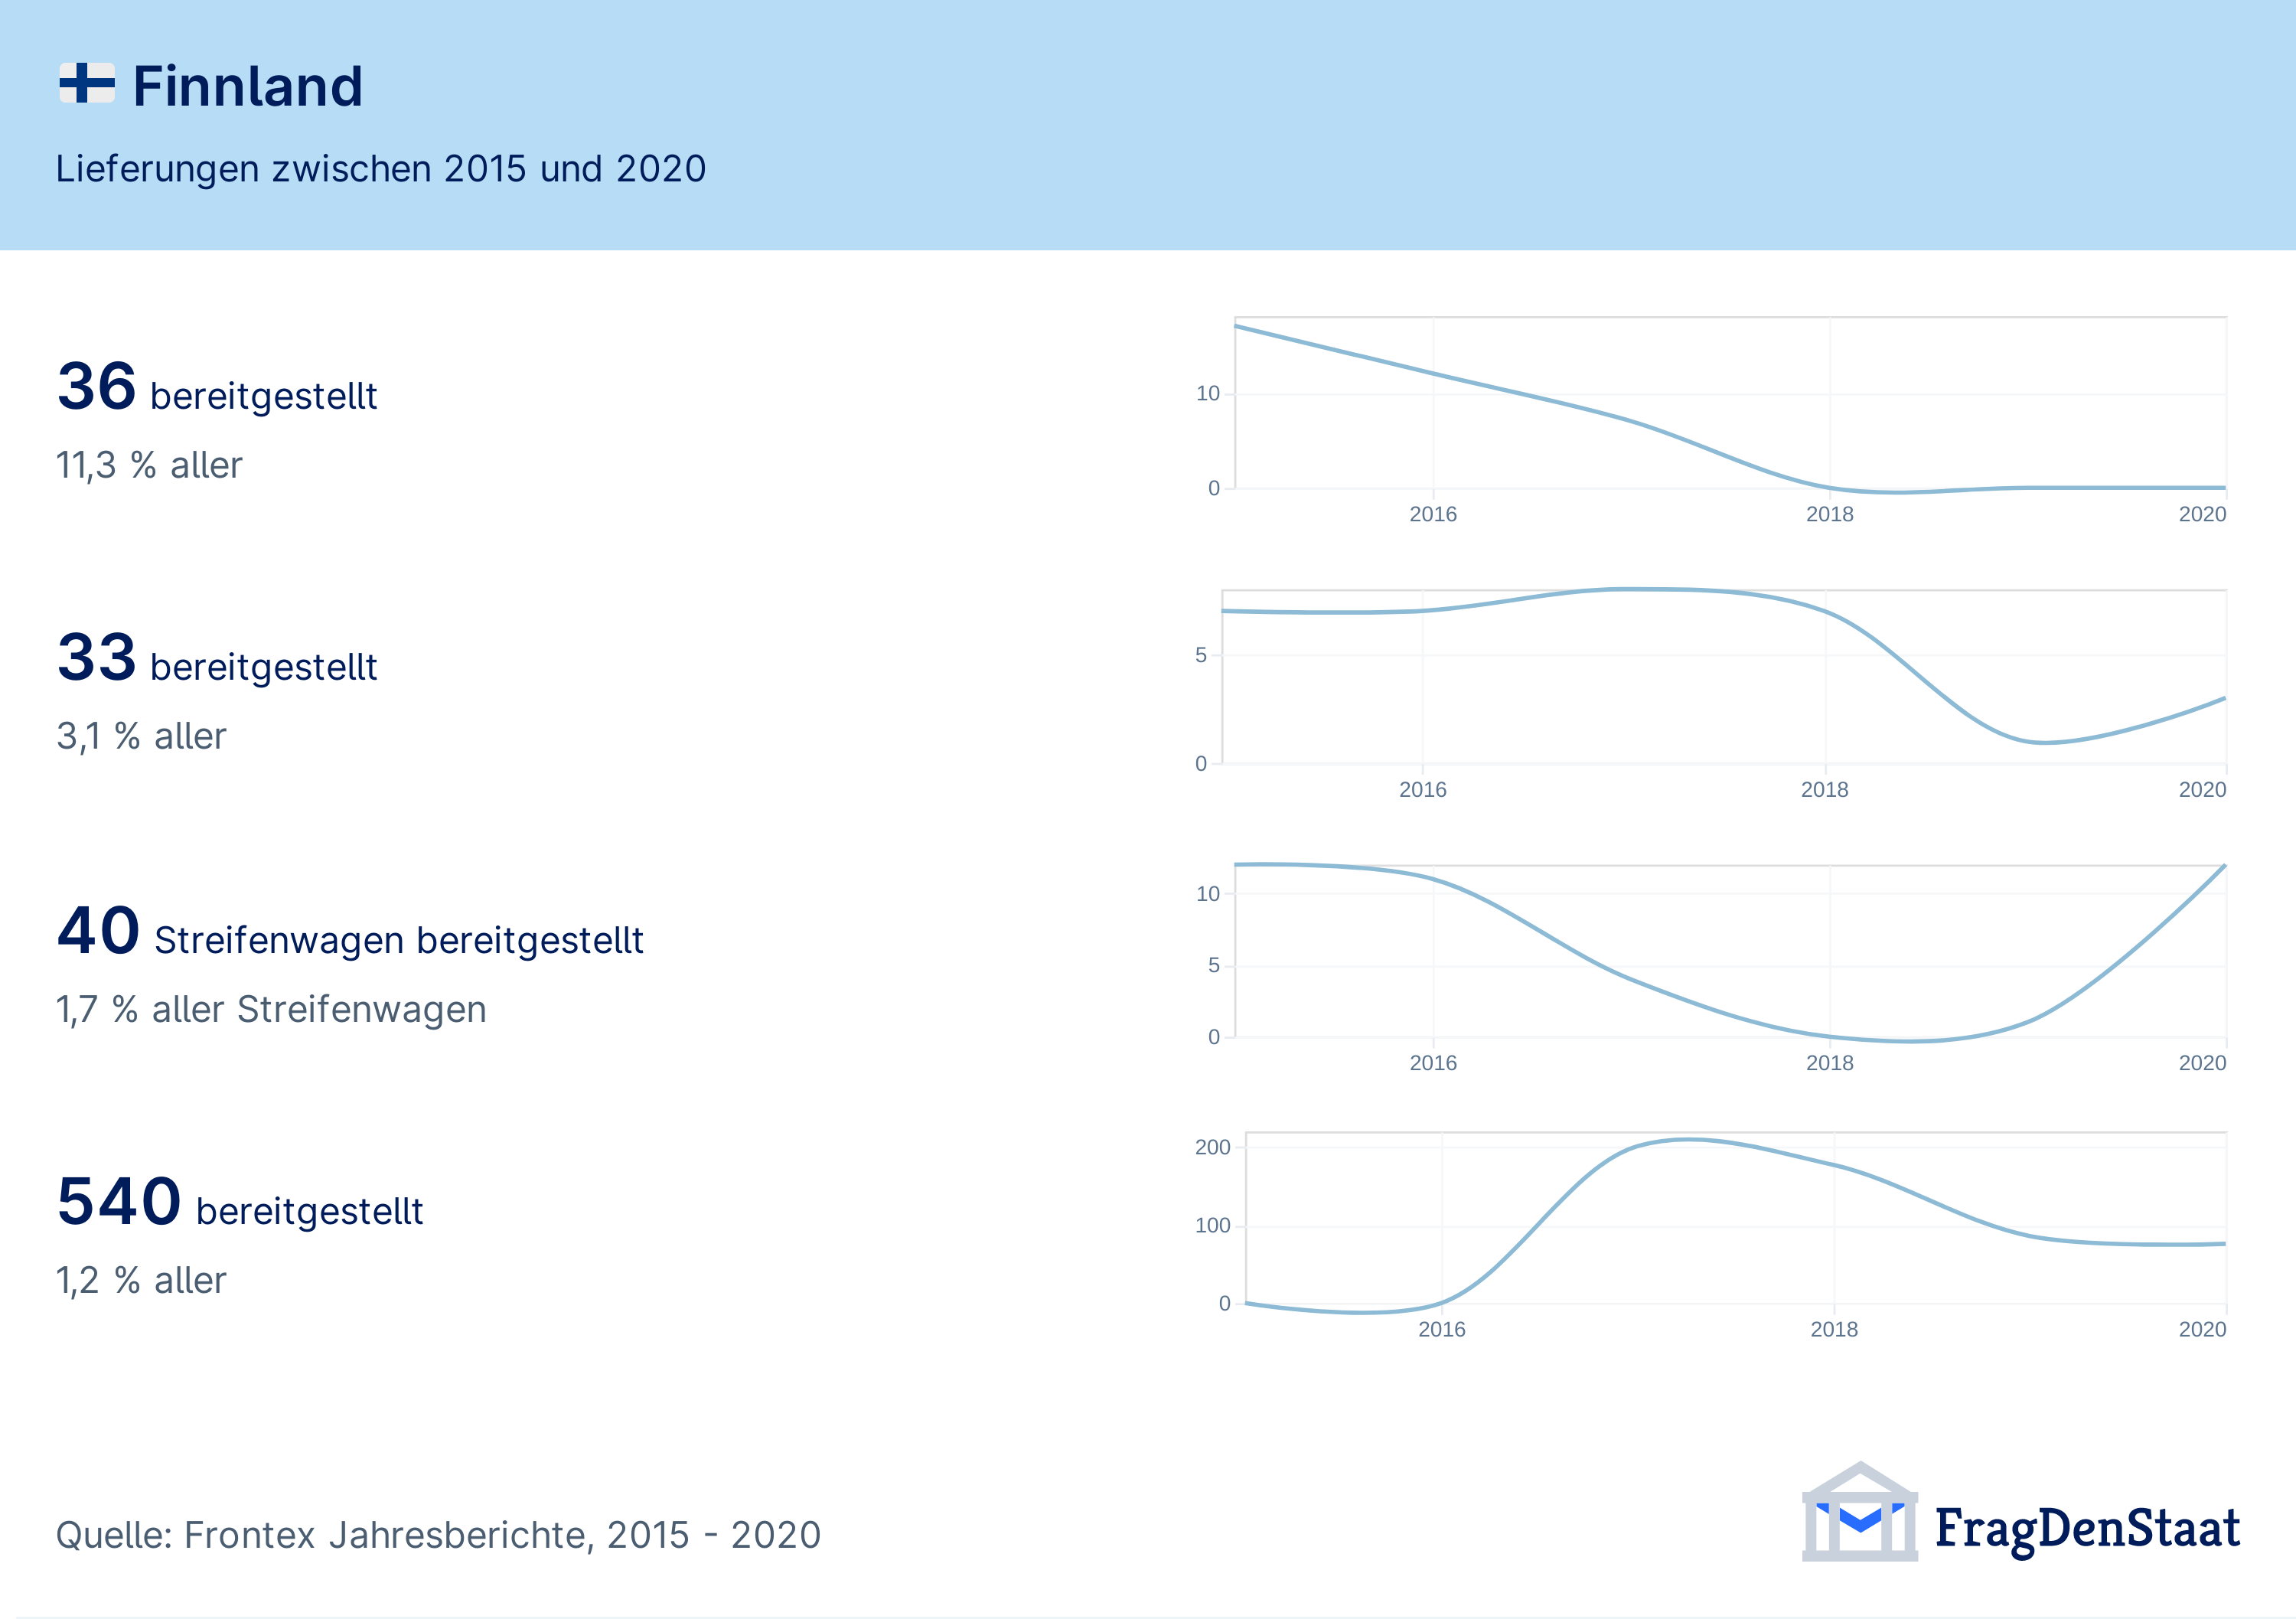 Finnland
Lieferungen zwischen 2015 und 2020
36 bereitgestellt
11,3 % aller
10
0
2016 2018 2020
33 bereitgestellt
3,1 % aller
5
0
2016 2018 2020
40 Streifenwagen bereitgestellt
1,7 % aller Streifenwagen
10
5
0
2016 2018 2020
540 bereitgestellt
1,2 % aller
200
100
0
2016 2018 2020
Quelle: Frontex Jahresberichte, 2015 - 2020
FragDenStaat